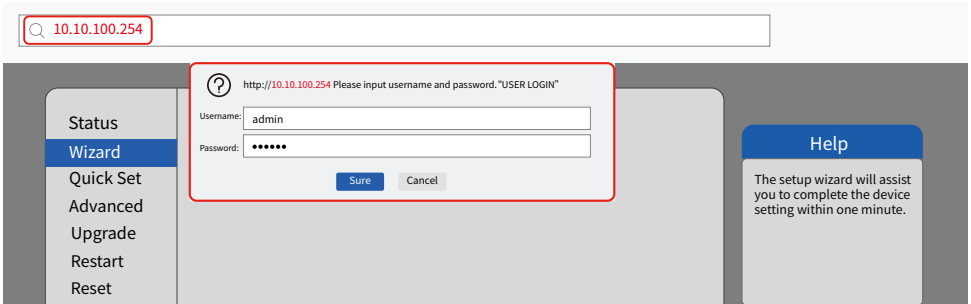 10.10.100.254
http://10.10.100.254 Please input username and password. "USER LOGIN"
Username: admin
Password: ••••••
Sure Cancel
Status
Wizard
Quick Set
Advanced
Upgrade
Restart
Reset
Help
The setup wizard will assist
you to complete the device
setting within one minute.